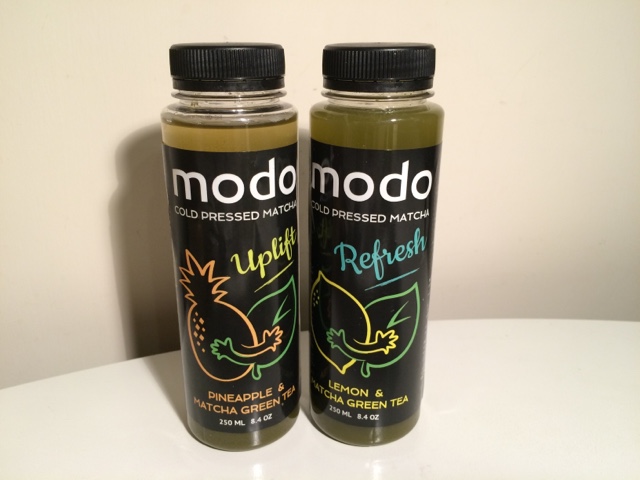 modo
COLD PRESSED MATCHA
Uplift
PINEAPPLE &
MATCHA GREEN TEA
250 ML 8.4 OZ
modo
COLD PRESSED MATCHA
Refresh
LEMON &
MATCHA GREEN TEA
250 ML 8.4 OZ